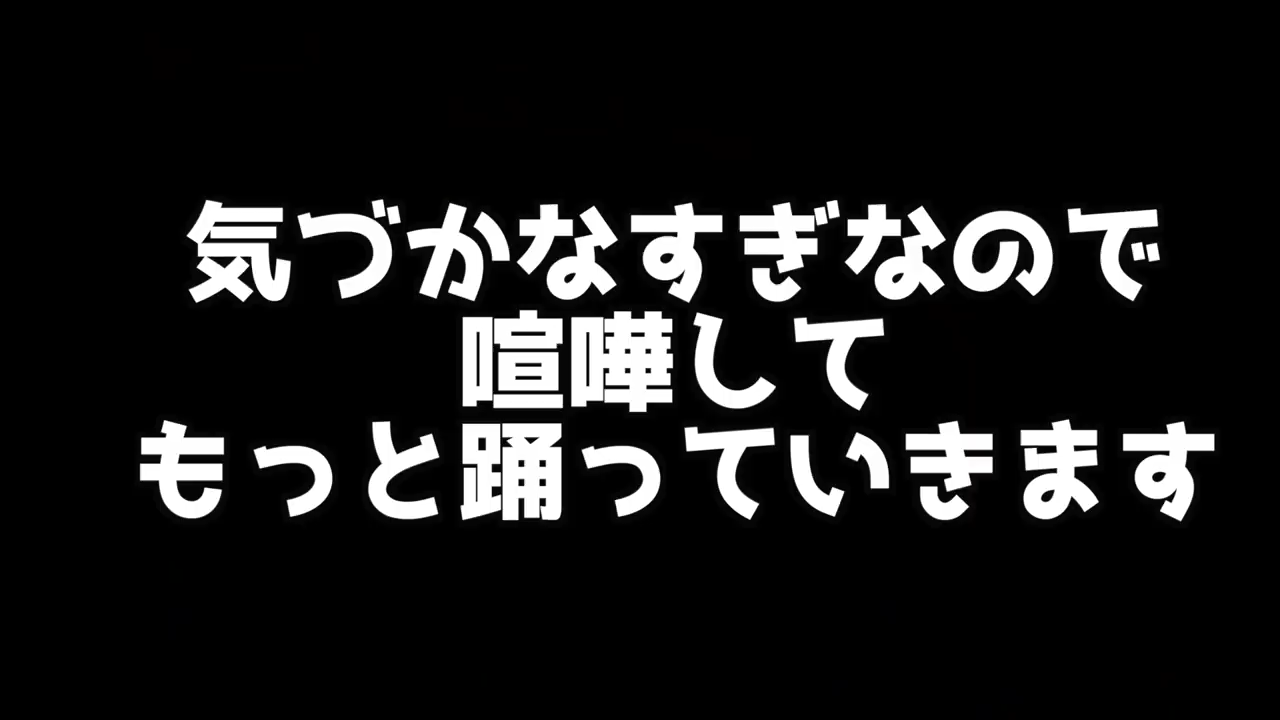 気づかなすぎなので
喧嘩して
もっと踊っていきます